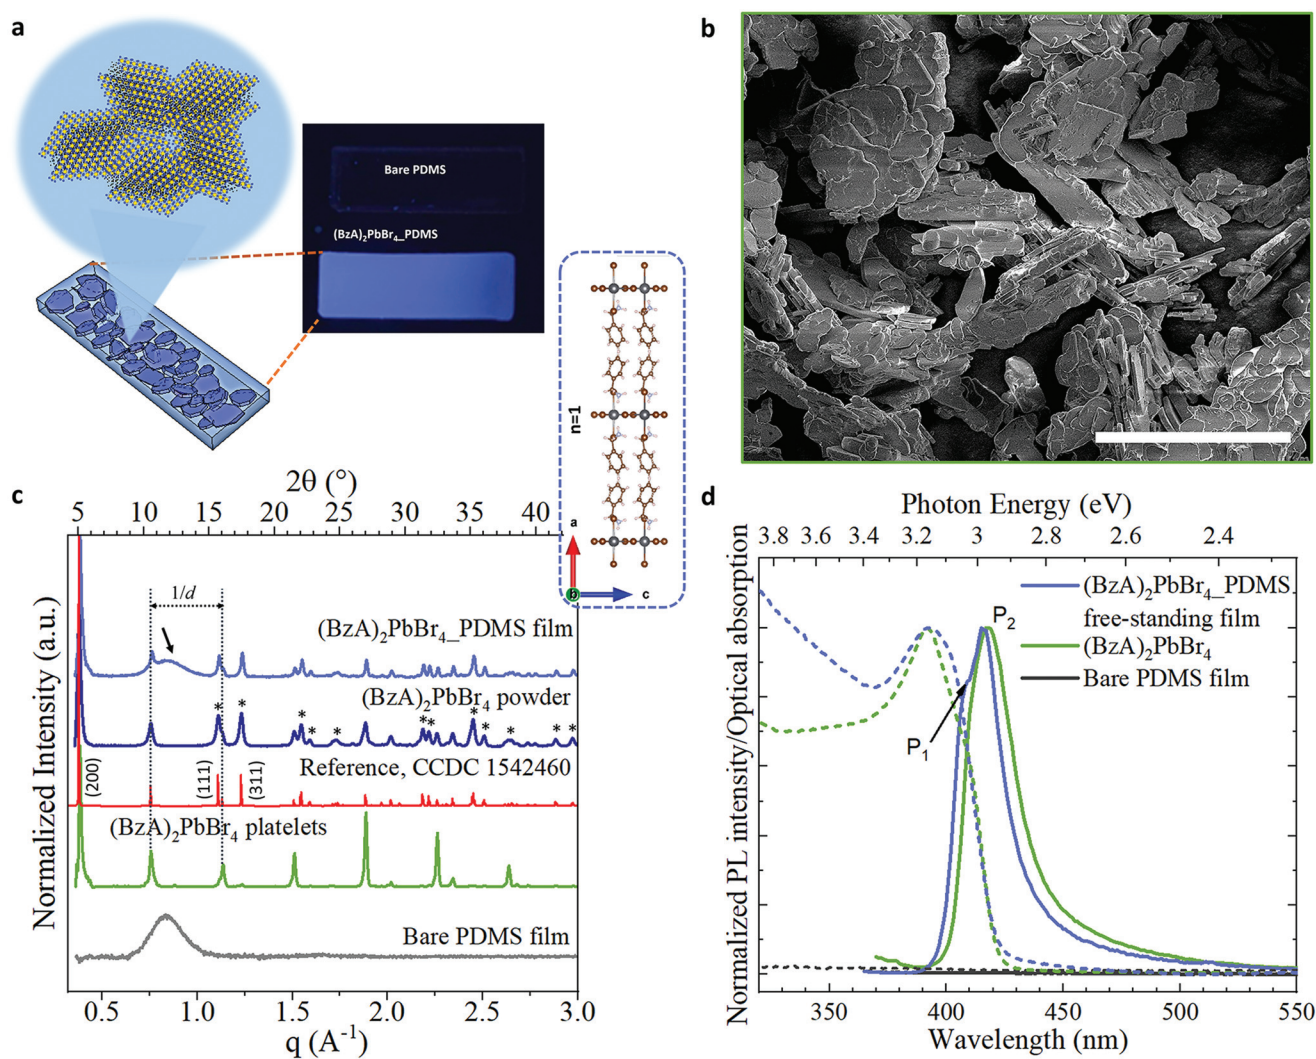 a
Bare PDMS
(BzA)₂PbBr₄_PDMS
n=1
a
b
c
b
c
2θ (°)
5 10 15 20 25 30 35 40
Normalized Intensity (a.u.)
1/d
(BzA)₂PbBr₄_PDMS film
(BzA)₂PbBr₄ powder
* * * * * * * * * * * *
Reference, CCDC 1542460
(200)
(111)
(311)
(BzA)₂PbBr₄ platelets
Bare PDMS film
0.5 1.0 1.5 2.0 2.5 3.0
q (A⁻¹)
d
Photon Energy (eV)
3.8 3.6 3.4 3.2 3 2.8 2.6 2.4
Normalized PL intensity/Optical absorption
(BzA)₂PbBr₄_PDMS
free-standing film
(BzA)₂PbBr₄
Bare PDMS film
P₂
P₁
350 400 450 500 550
Wavelength (nm)